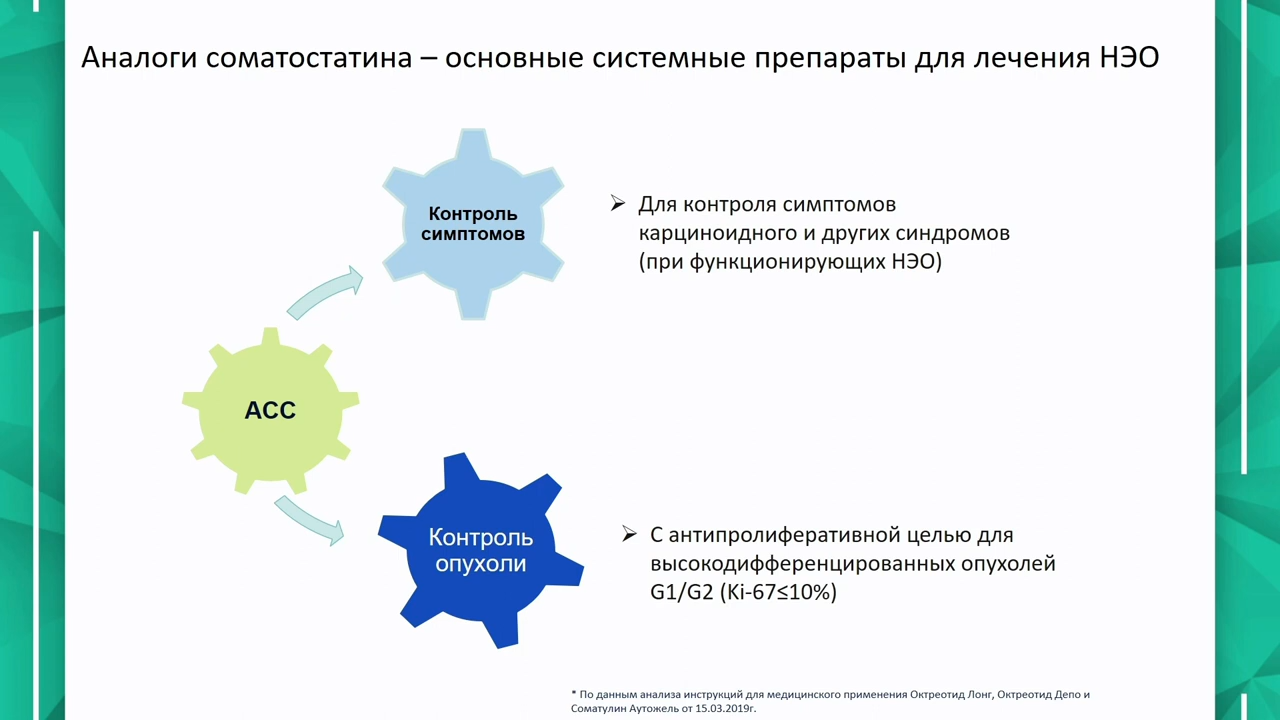 Аналоги соматостатина – основные системные препараты для лечения НЭО
Контроль
симптомов
➢ Для контроля симптомов
карциноидного и других синдромов
(при функционирующих НЭО)
АСС
Контроль
опухоли
➢ С антипролиферативной целью для
высокодифференцированных опухолей
G1/G2 (Ki-67≤10%)
* По данным анализа инструкций для медицинского применения Октреотид Лонг, Октреотид Депо и
Соматулин Аутожель от 15.03.2019г.